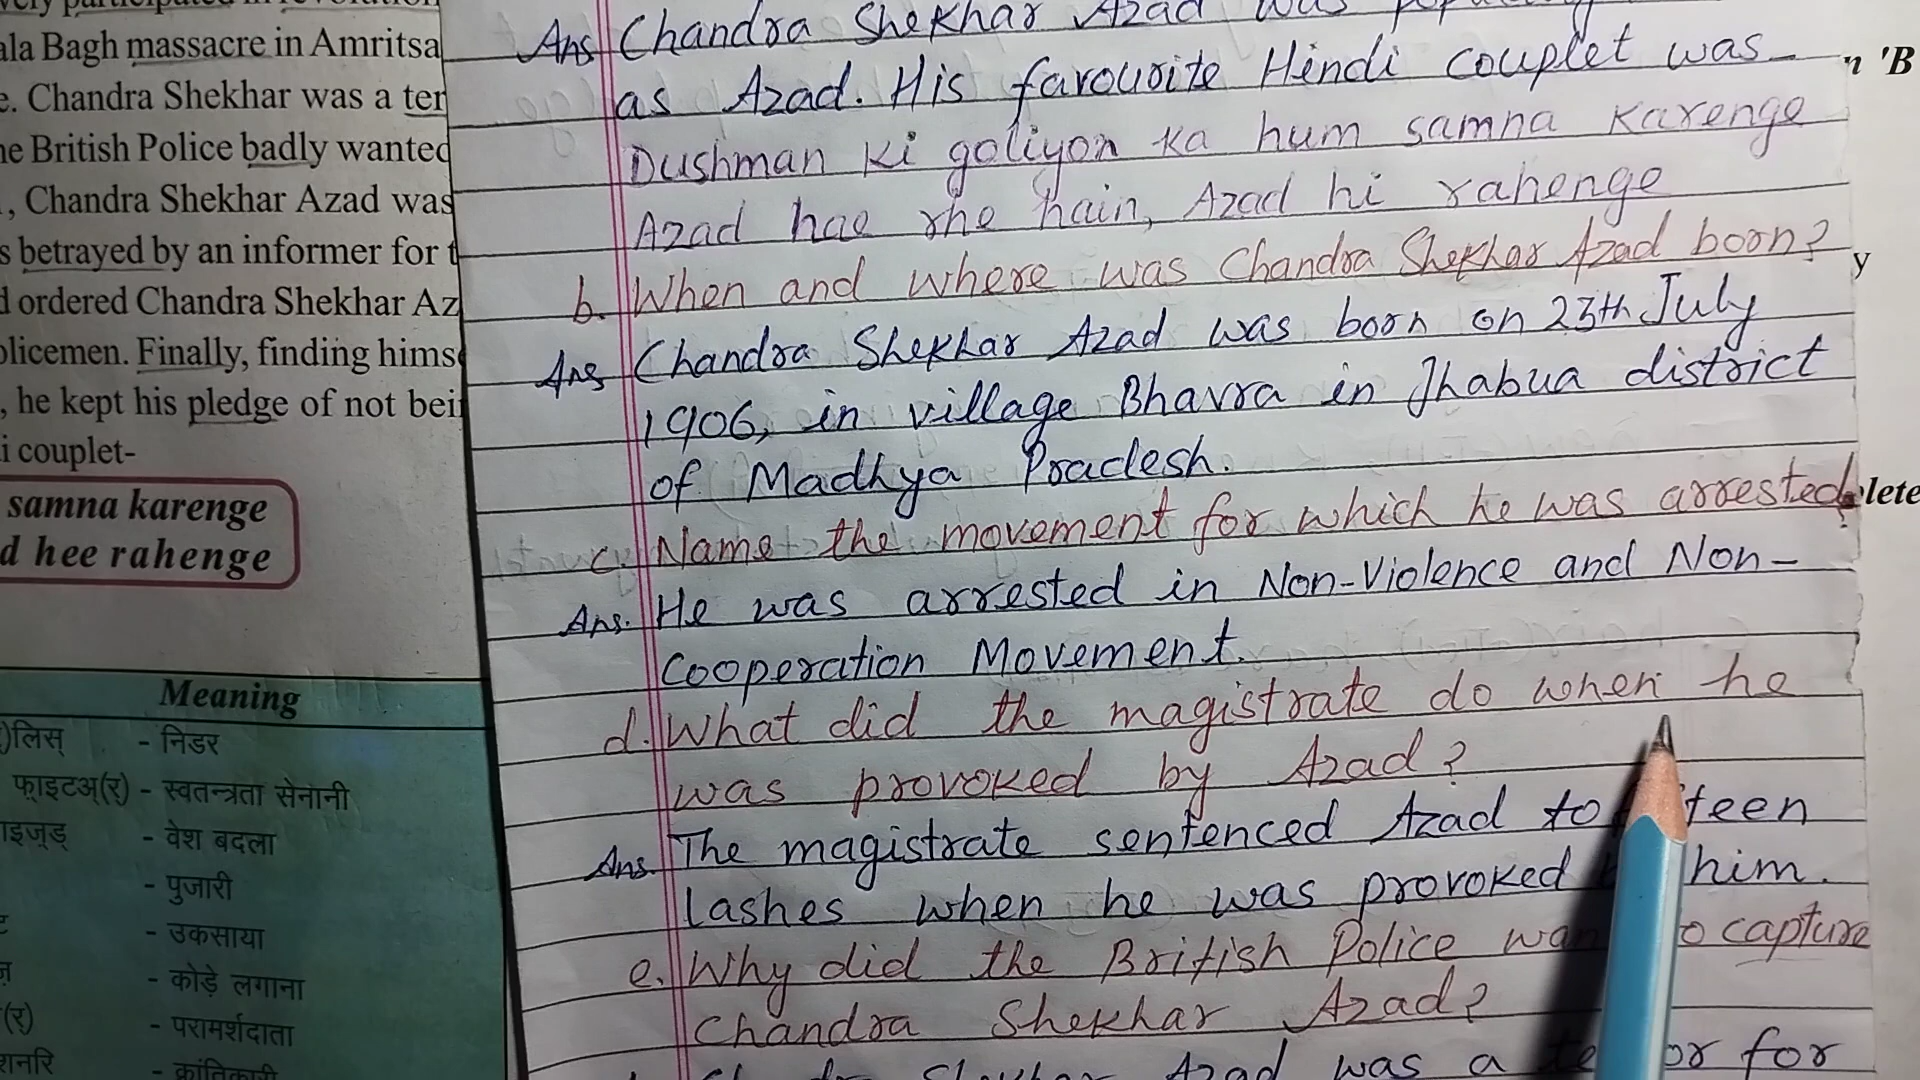 ala Bagh massacre in Amritsa
e. Chandra Shekhar was a ter
he British Police badly wanted
, Chandra Shekhar Azad was
s betrayed by an informer for t
d ordered Chandra Shekhar Az
olicemen. Finally, finding himse
, he kept his pledge of not bei
i couplet-
samna karenge
d hee rahenge
Meaning
- निडर
फ़ाइटअ(र) - स्वतन्त्रता सेनानी
- वेश बदला
- पुजारी
- उकसाया
- कोड़े लगाना
- परामर्शदाता
- क्रांतिकारी
Ans Chandra Shekhar Azad was
as Azad. His favourite Hindi couplet was-
Dushman Ki goliyon Ka hum samna Karenge
Azad hae rhe hain, Azad hi rahenge
b. When and where was Chandra Shekhar Azad born?
Ans Chandra Shekhar Azad was born on 23th July
1906, in village Bhavra in Jhabua district
of Madhya Pradesh.
c. Name the movement for which he was arrested?
Ans. He was arrested in Non-Violence and Non-
Cooperation Movement.
d. What did the magistrate do when he
was provoked by Azad?
Ans. The magistrate sentenced Azad to teen
lashes when he was provoked him.
e. Why did the British Police capture
Chandra Shekhar Azad?
Azad was a for
n 'B
y
lete